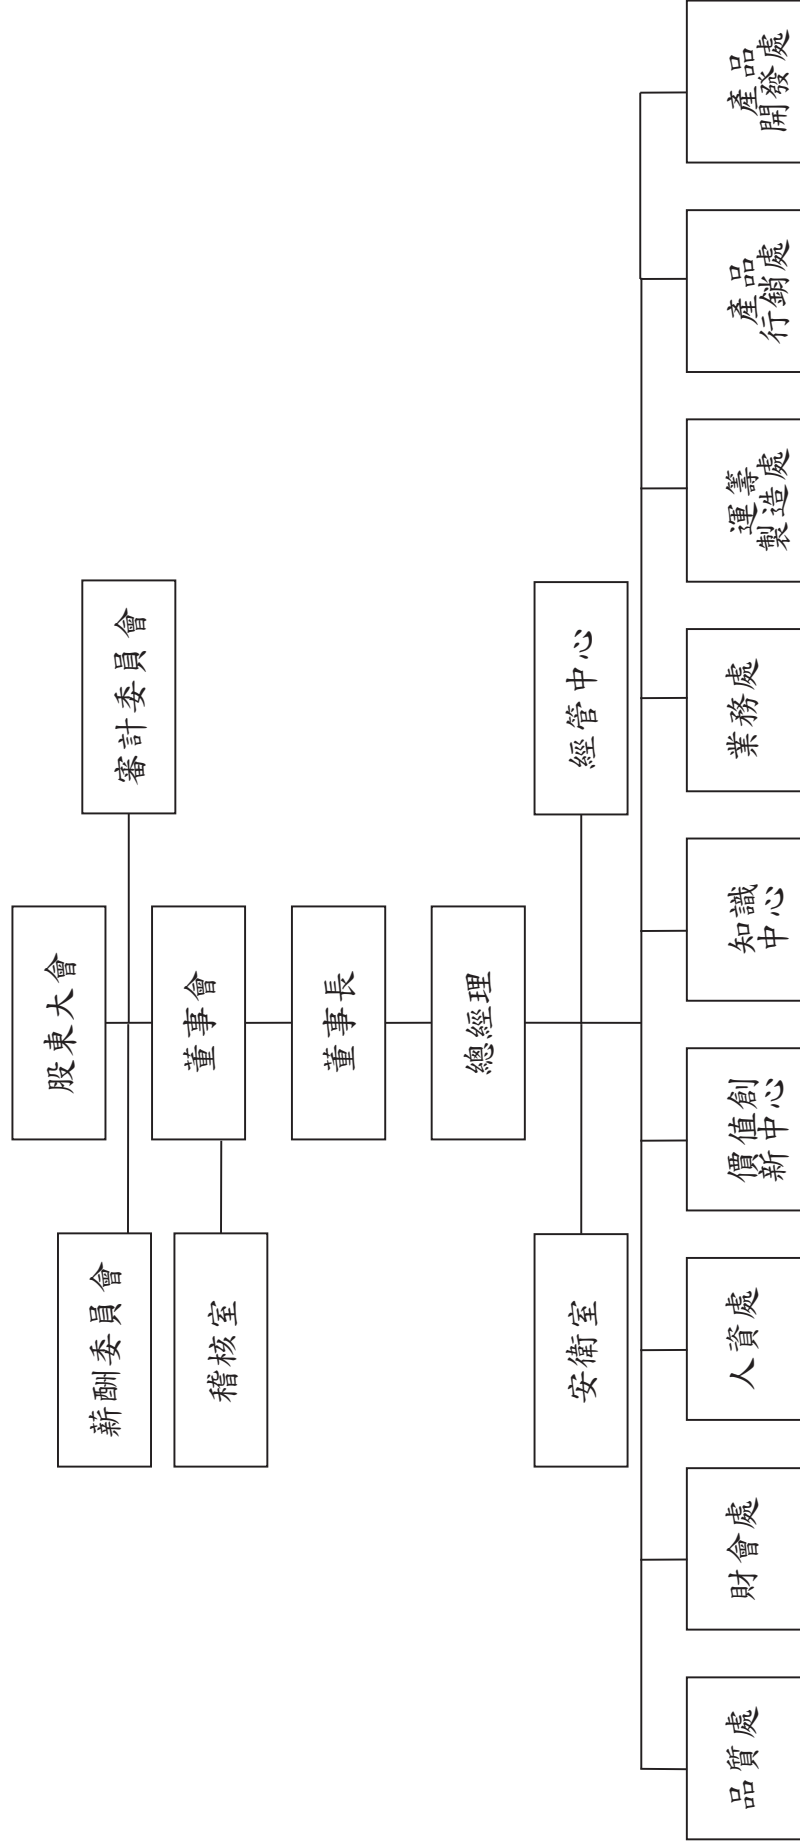 股東大會
薪酬委員會
審計委員會
董事會
稽核室
董事長
總經理
安衛室
經管中心
品質處
財會處
人資處
價值創
新中心
知識
中心
業務處
運籌
製造處
產品
行銷處
產品
開發處